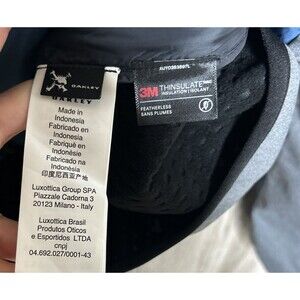 OAKLEY
OAKLEY
Made in
Indonesia
Fabricado en
Indonesia
Fabriqué en
Indonésie
Fabricado na
Indonésia
印度尼西亚产地
Luxottica Group SPA
Piazzale Cadorna 3
20123 Milano - Italy
Luxottica Brasil
Produtos Oticos
e Esportidos LTDA
cnpj
04.692.027/0001-43
3M THINSULATE
INSULATION | ISOLANT
FEATHERLESS
SANS PLUMES